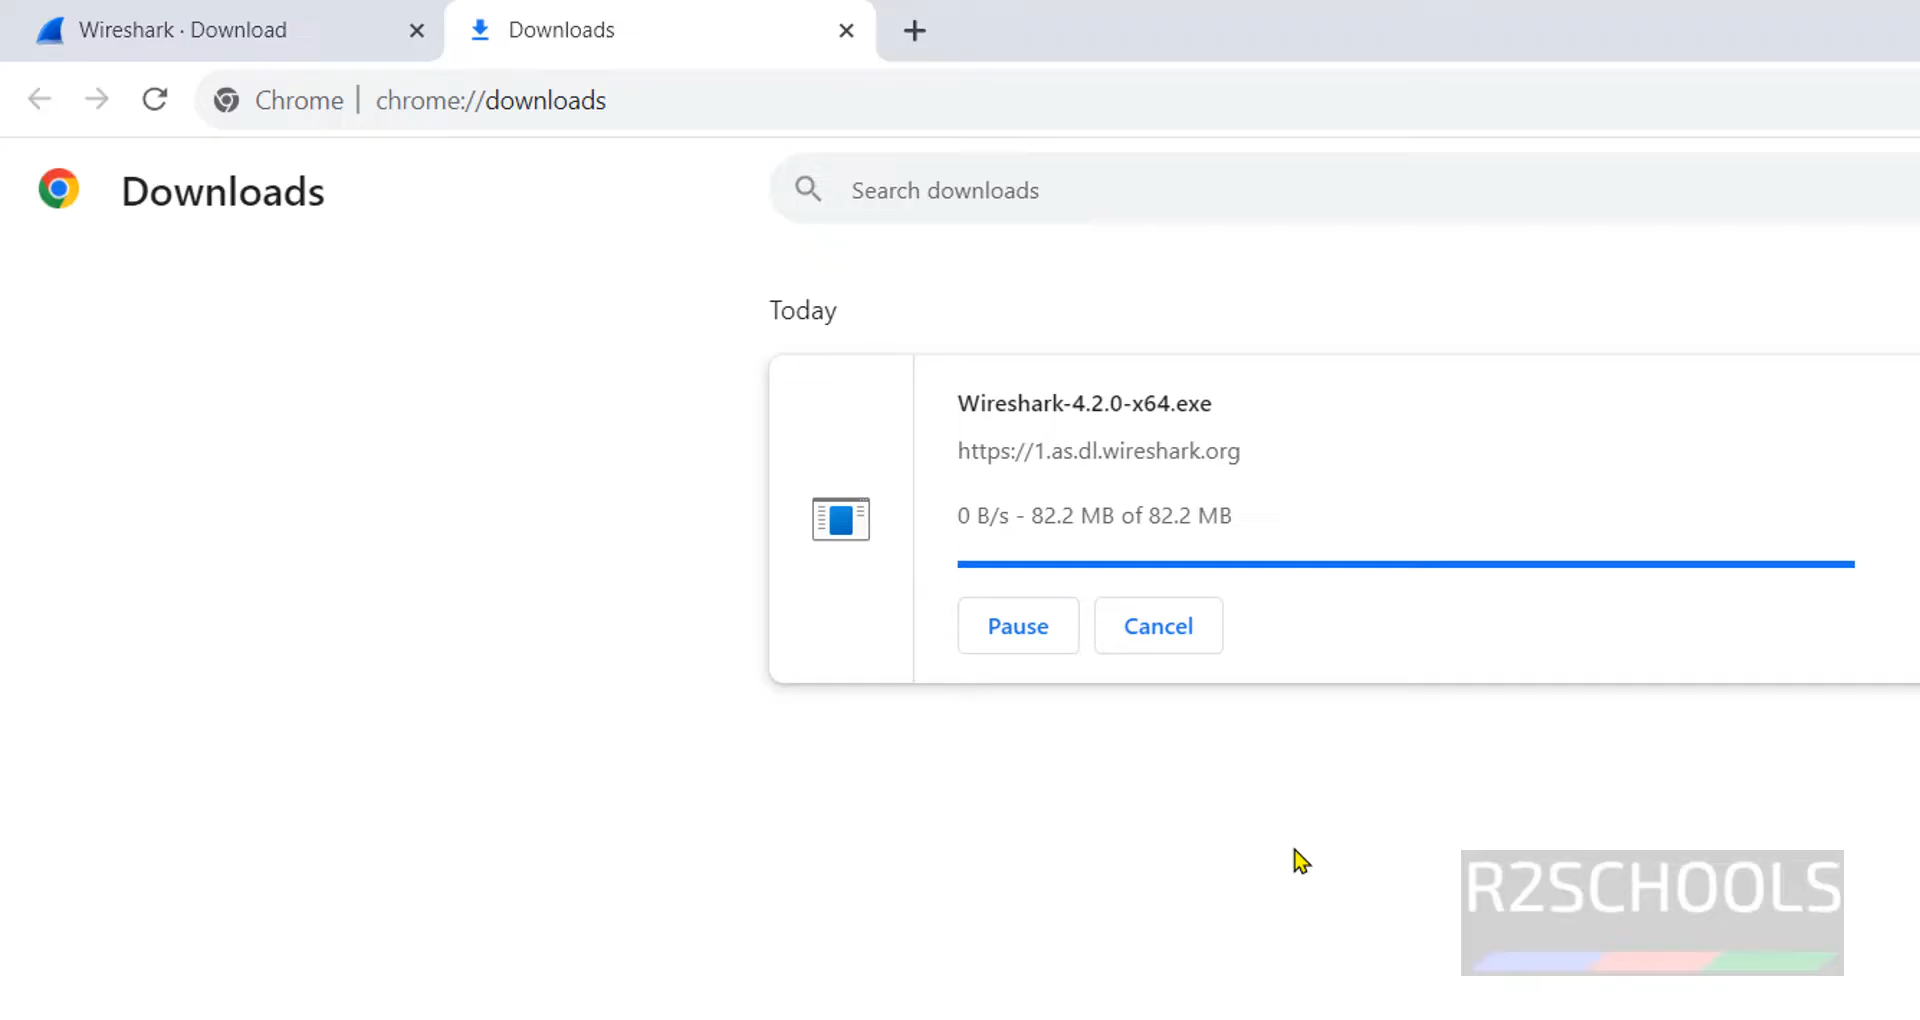 Wireshark · Download
Downloads
Chrome | chrome://downloads
Downloads
Search downloads
Today
Wireshark-4.2.0-x64.exe
https://1.as.dl.wireshark.org
0 B/s - 82.2 MB of 82.2 MB
Pause Cancel
R2SCHOOLS